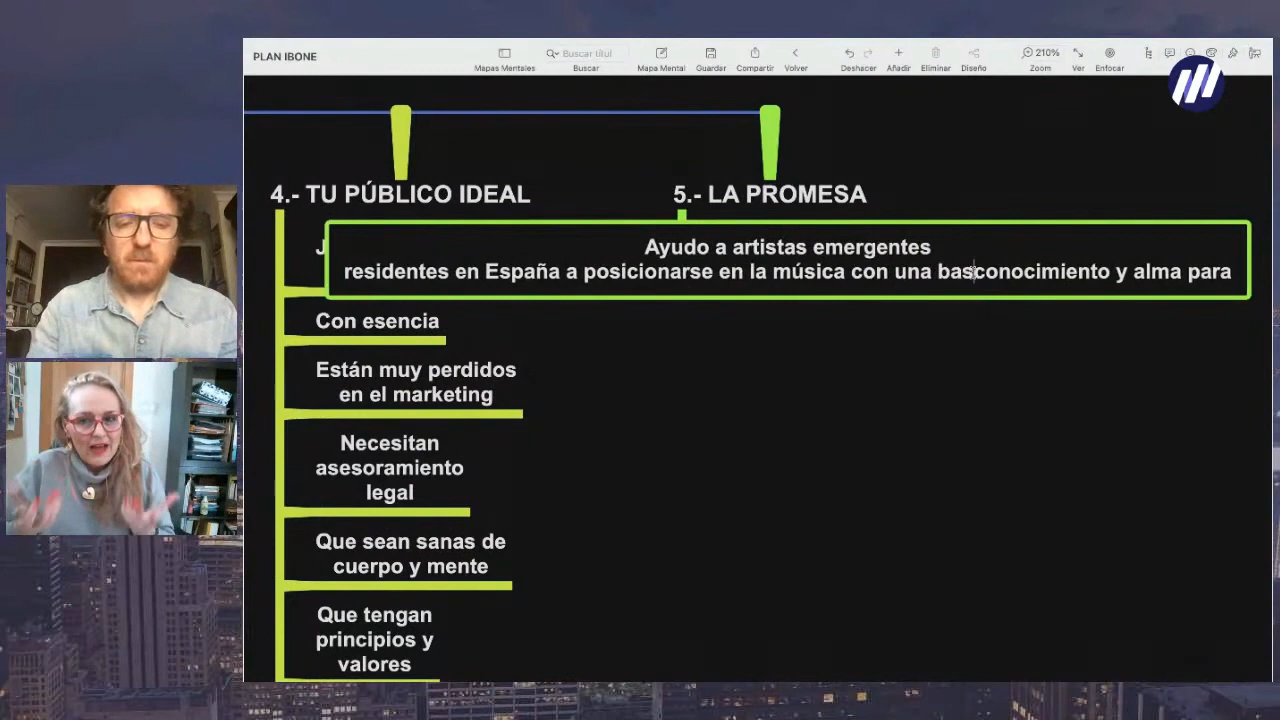 PLAN IBONE
Mapas Mentales
Buscar títul
Buscar
Mapa Mental
Guardar
Compartir
Volver
Deshacer
Añadir
Eliminar
Diseño
210%
Zoom
Ver
Enfocar
4.- TU PÚBLICO IDEAL
5.- LA PROMESA
J
Ayudo a artistas emergentes
residentes en España a posicionarse en la música con una basconocimiento y alma para
Con esencia
Están muy perdidos
en el marketing
Necesitan
asesoramiento
legal
Que sean sanas de
cuerpo y mente
Que tengan
principios y
valores